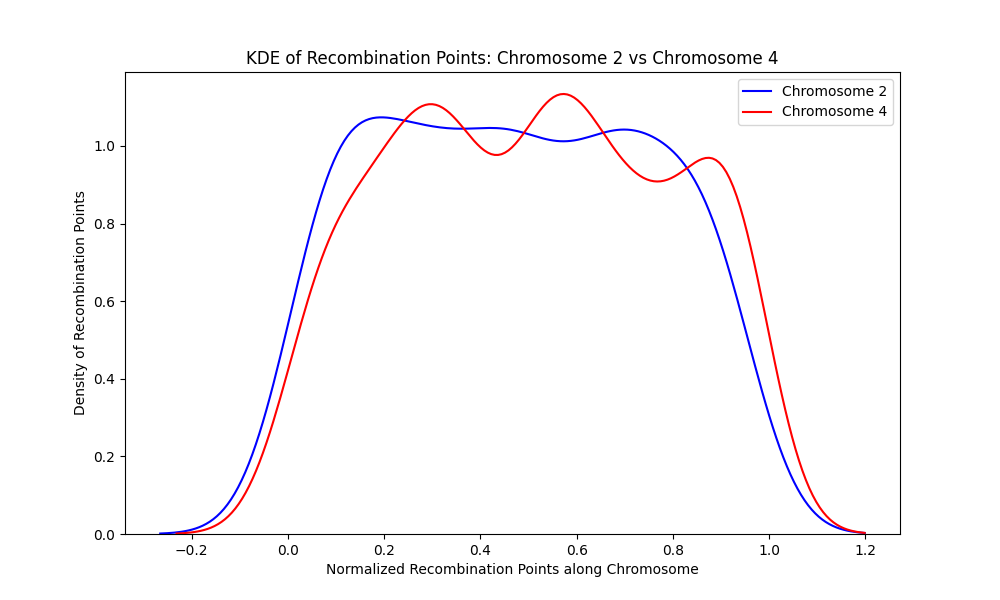 KDE of Recombination Points: Chromosome 2 vs Chromosome 4
Chromosome 2
Chromosome 4
Density of Recombination Points
1.0
0.8
0.6
0.4
0.2
0.0
−0.2
0.0
0.2
0.4
0.6
0.8
1.0
1.2
Normalized Recombination Points along Chromosome